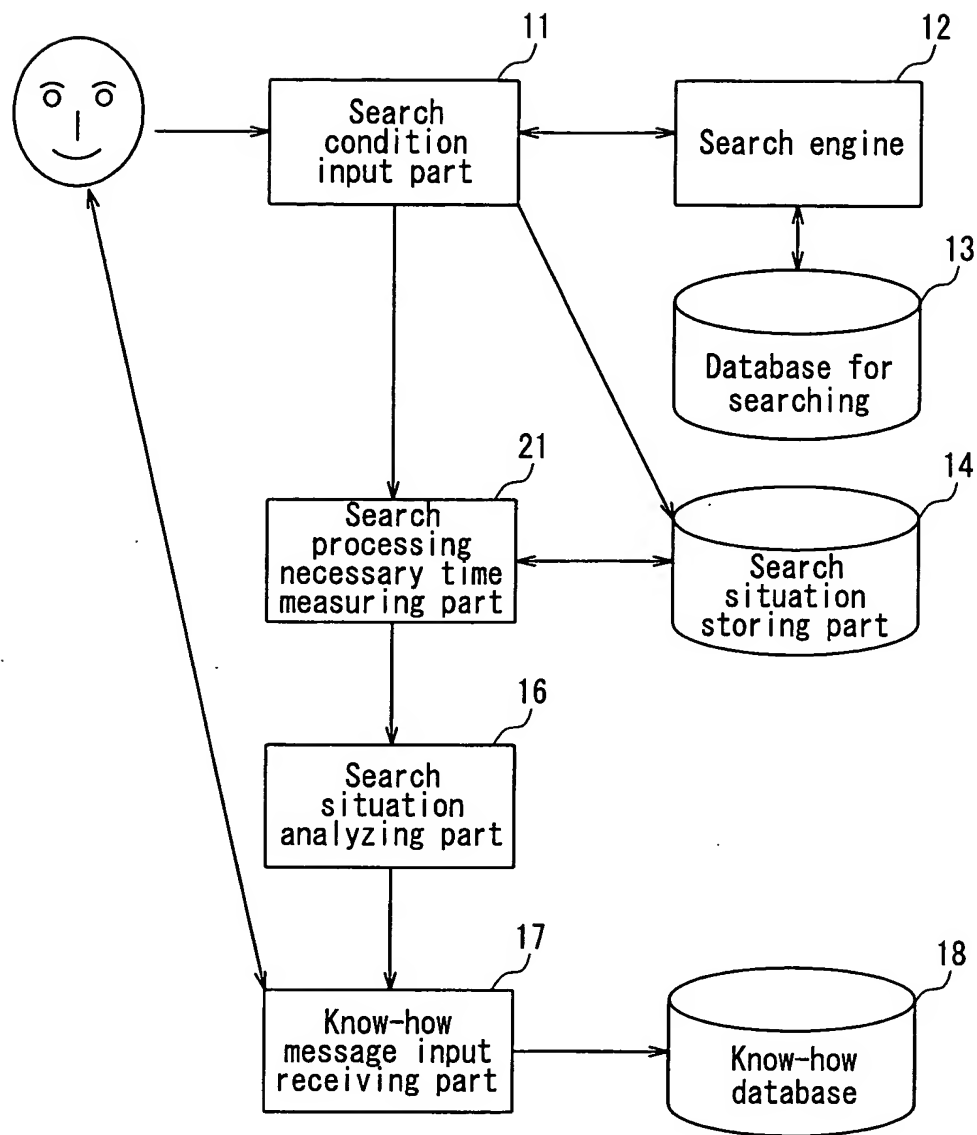 11
Search
condition
input part
12
Search engine
13
Database for
searching
21
Search
processing
necessary time
measuring part
14
Search
situation
storing part
16
Search
situation
analyzing part
17
Know-how
message input
receiving part
18
Know-how
database